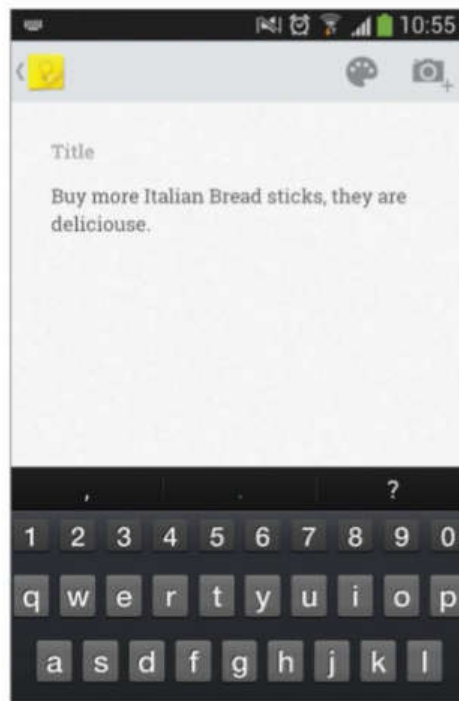 10:55
Title
Buy more Italian Bread sticks, they are
deliciouse.
, . ?
1 2 3 4 5 6 7 8 9 0
q w e r t y u i o p
a s d f g h j k l